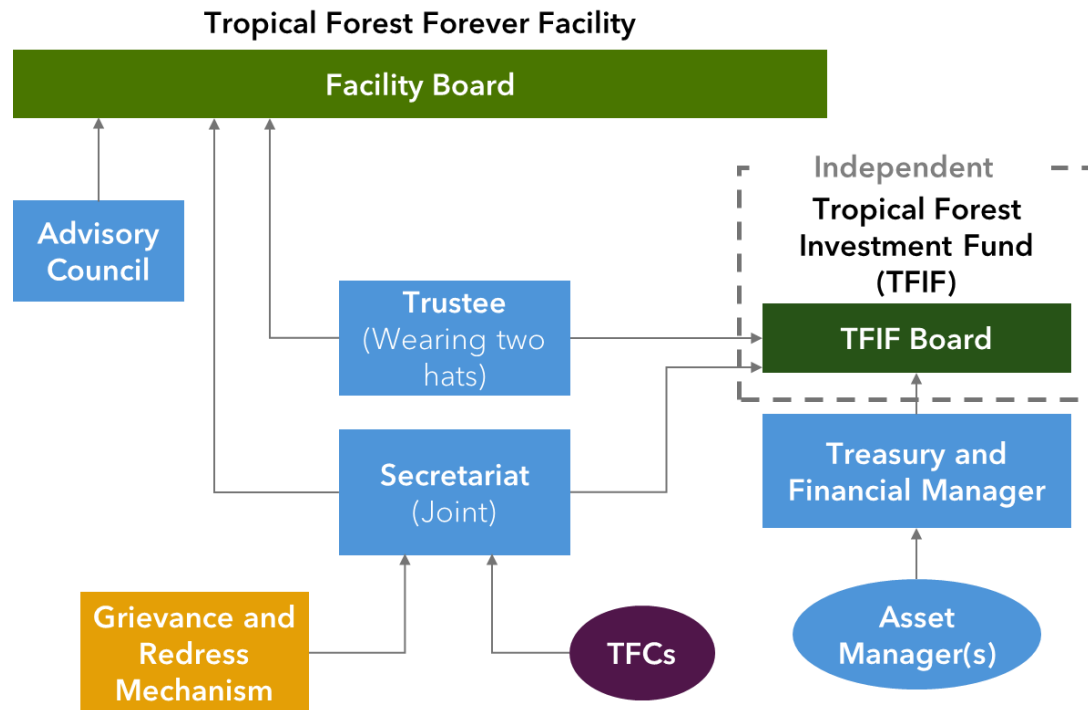 Tropical Forest Forever Facility
Facility Board
Independent
Tropical Forest
Investment Fund
(TFIF)
Advisory
Council
Trustee
(Wearing two
hats)
TFIF Board
Secretariat
(Joint)
Treasury and
Financial Manager
Grievance and
Redress
Mechanism
TFCs
Asset
Manager(s)